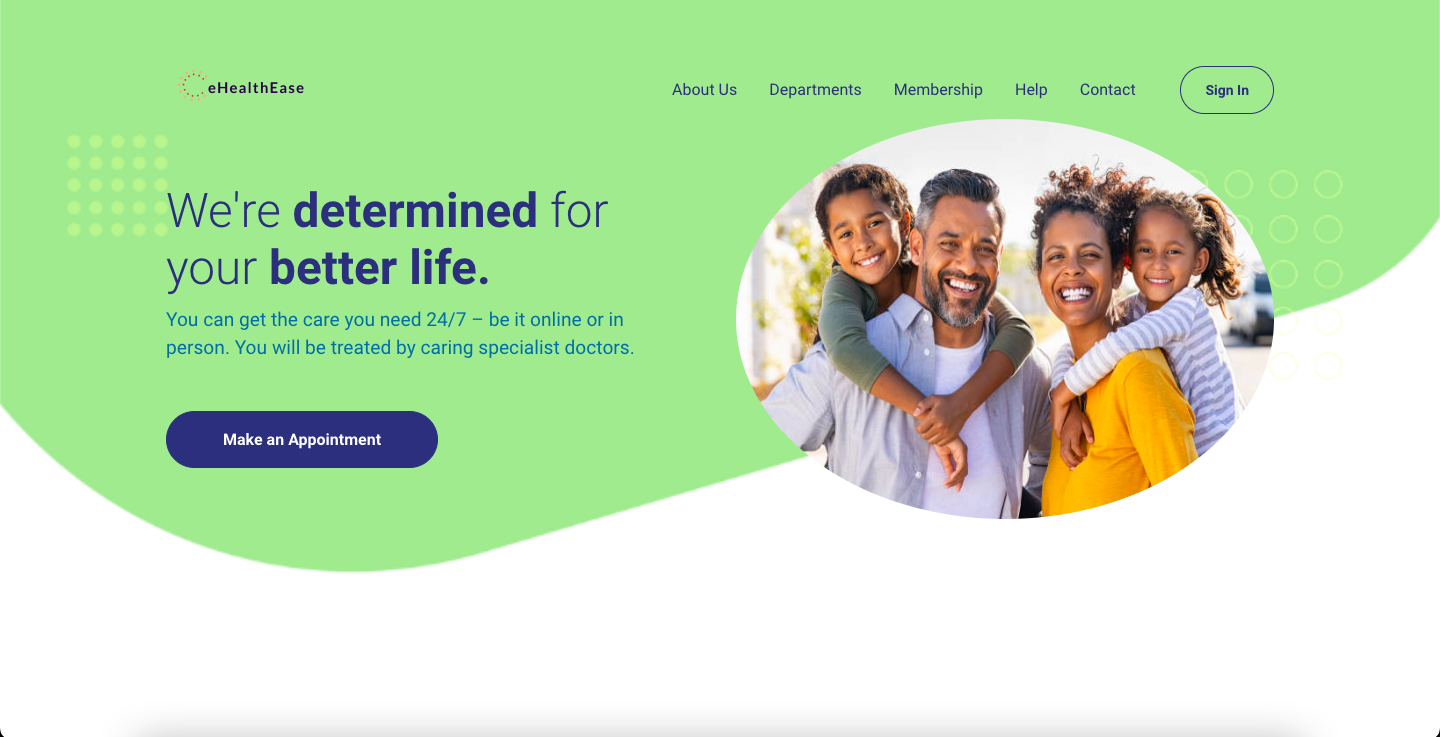 eHealthEase
About Us Departments Membership Help Contact Sign In
We're determined for
your better life.
You can get the care you need 24/7 – be it online or in
person. You will be treated by caring specialist doctors.
Make an Appointment